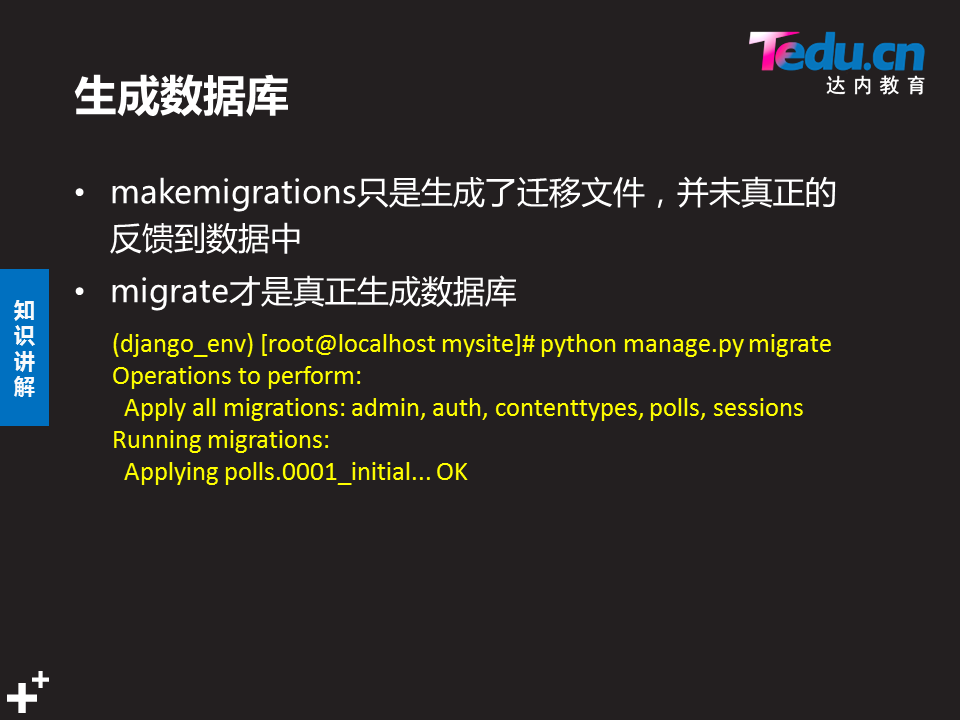 Tedu.cn
达内教育
生成数据库
• makemigrations只是生成了迁移文件，并未真正的
反馈到数据中
• migrate才是真正生成数据库
知识讲解
(django_env) [root@localhost mysite]# python manage.py migrate
Operations to perform:
  Apply all migrations: admin, auth, contenttypes, polls, sessions
Running migrations:
  Applying polls.0001_initial... OK